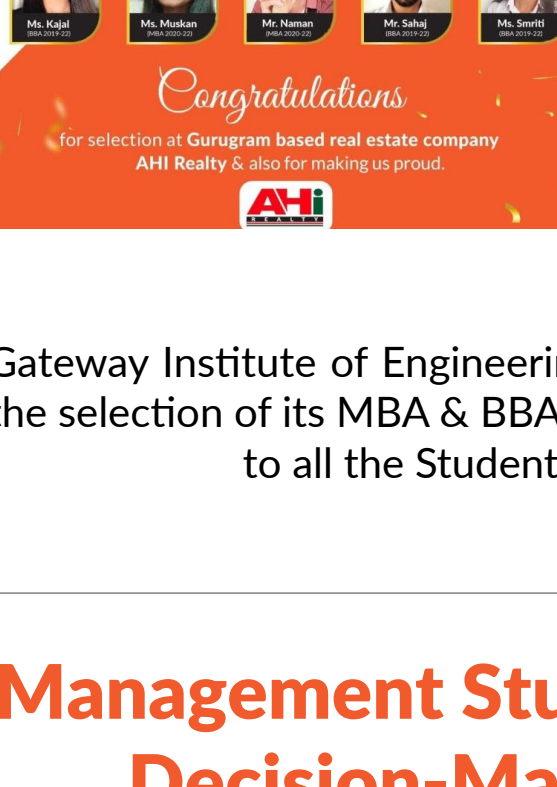 Ms. Kajal
(BBA 2019-22)
Ms. Muskan
(MBA 2020-22)
Mr. Naman
(MBA 2020-22)
Mr. Sahaj
(BBA 2019-22)
Ms. Smriti
(BBA 2019-22)
Congratulations
for selection at Gurugram based real estate company
AHI Realty & also for making us proud.
AHi
REALTY
Gateway Institute of Engineeri
the selection of its MBA & BBA
to all the Student
Management Stu
Decision-Ma